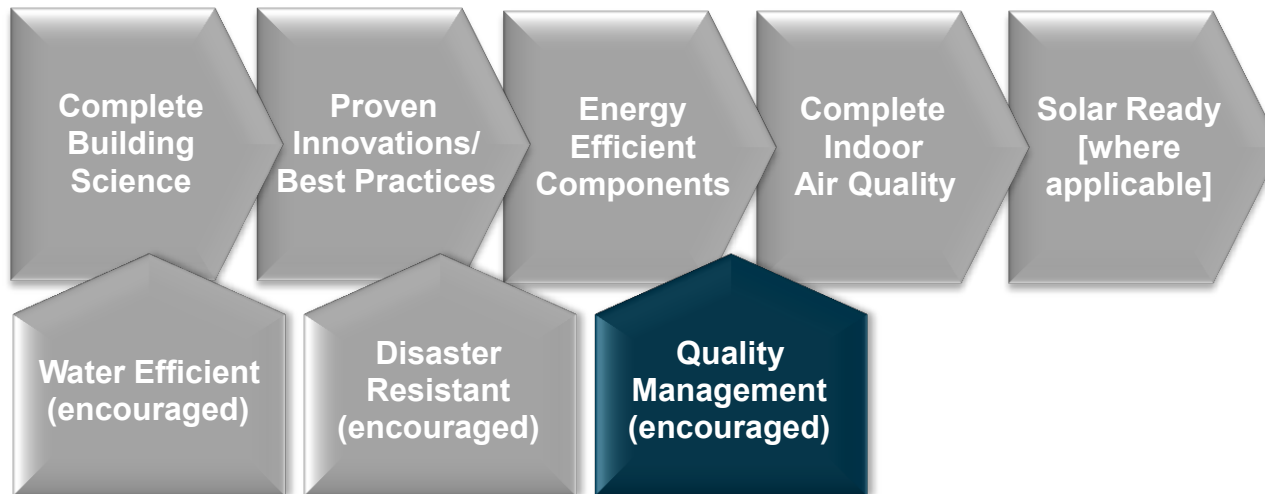 Complete
Building
Science
Proven
Innovations/
Best Practices
Energy
Efficient
Components
Complete
Indoor
Air Quality
Solar Ready
[where
applicable]
Water Efficient
(encouraged)
Disaster
Resistant
(encouraged)
Quality
Management
(encouraged)